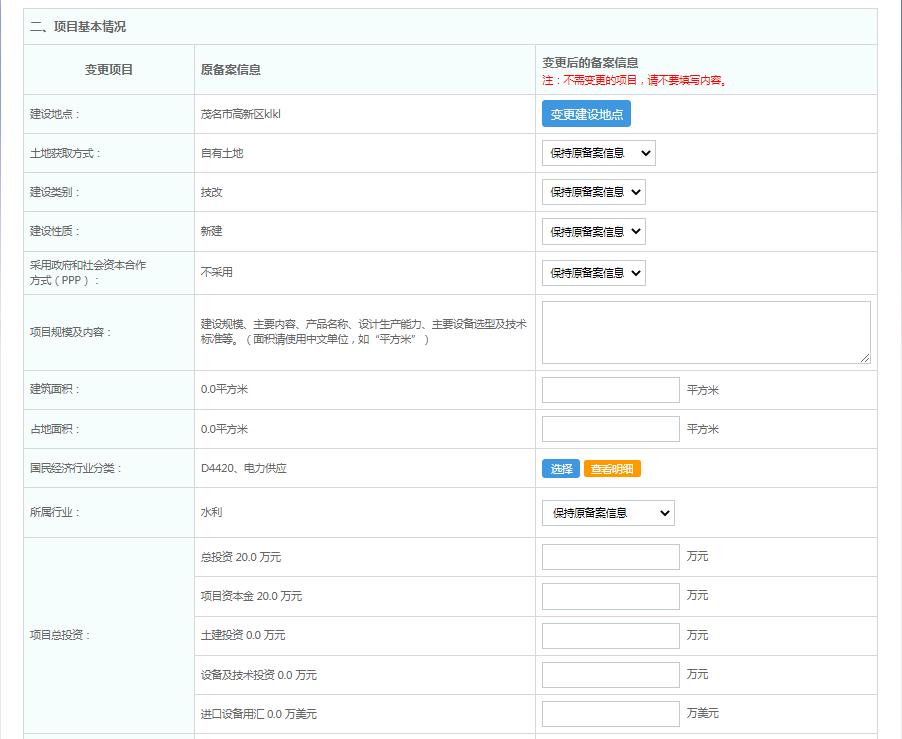 二、项目基本情况
变更项目 原备案信息 变更后的备案信息
注：不需变更的项目，请不要填写内容。
建设地点： 茂名市高新区klkl 变更建设地点
土地获取方式： 自有土地 保持原备案信息
建设类别： 技改 保持原备案信息
建设性质： 新建 保持原备案信息
采用政府和社会资本合作
方式（PPP）： 不采用 保持原备案信息
项目规模及内容： 建设规模、主要内容、产品名称、设计生产能力、主要设备选型及技术
标准等。（面积请使用中文单位，如“平方米”）
建筑面积： 0.0平方米 平方米
占地面积： 0.0平方米 平方米
国民经济行业分类： D4420、电力供应 选择 查看明细
所属行业： 水利 保持原备案信息
项目总投资： 总投资 20.0 万元 万元
项目资本金 20.0 万元 万元
土建投资 0.0 万元 万元
设备及技术投资 0.0 万元 万元
进口设备用汇 0.0 万美元 万美元